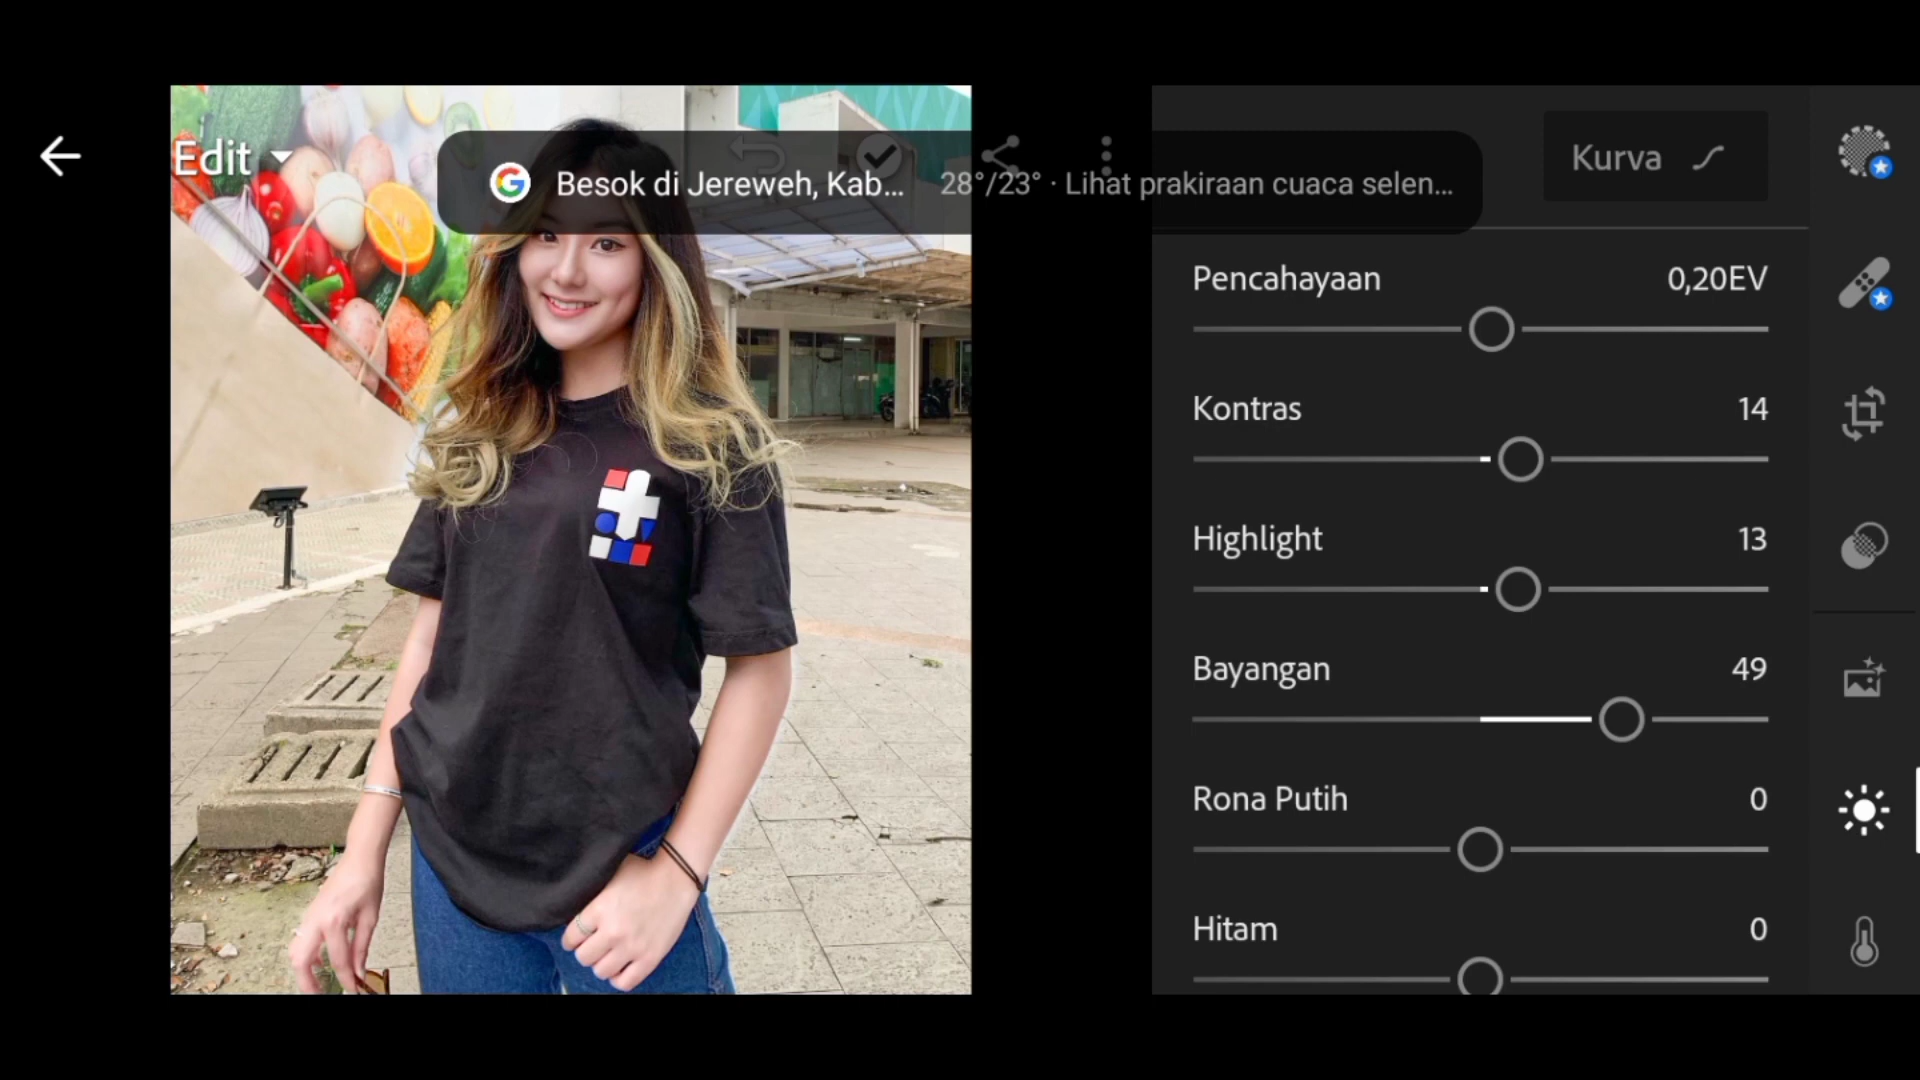 Edit
Besok di Jereweh, Kab... 28°/23° · Lihat prakiraan cuaca selen...
Kurva
Pencahayaan 0,20EV
Kontras 14
Highlight 13
Bayangan 49
Rona Putih 0
Hitam 0